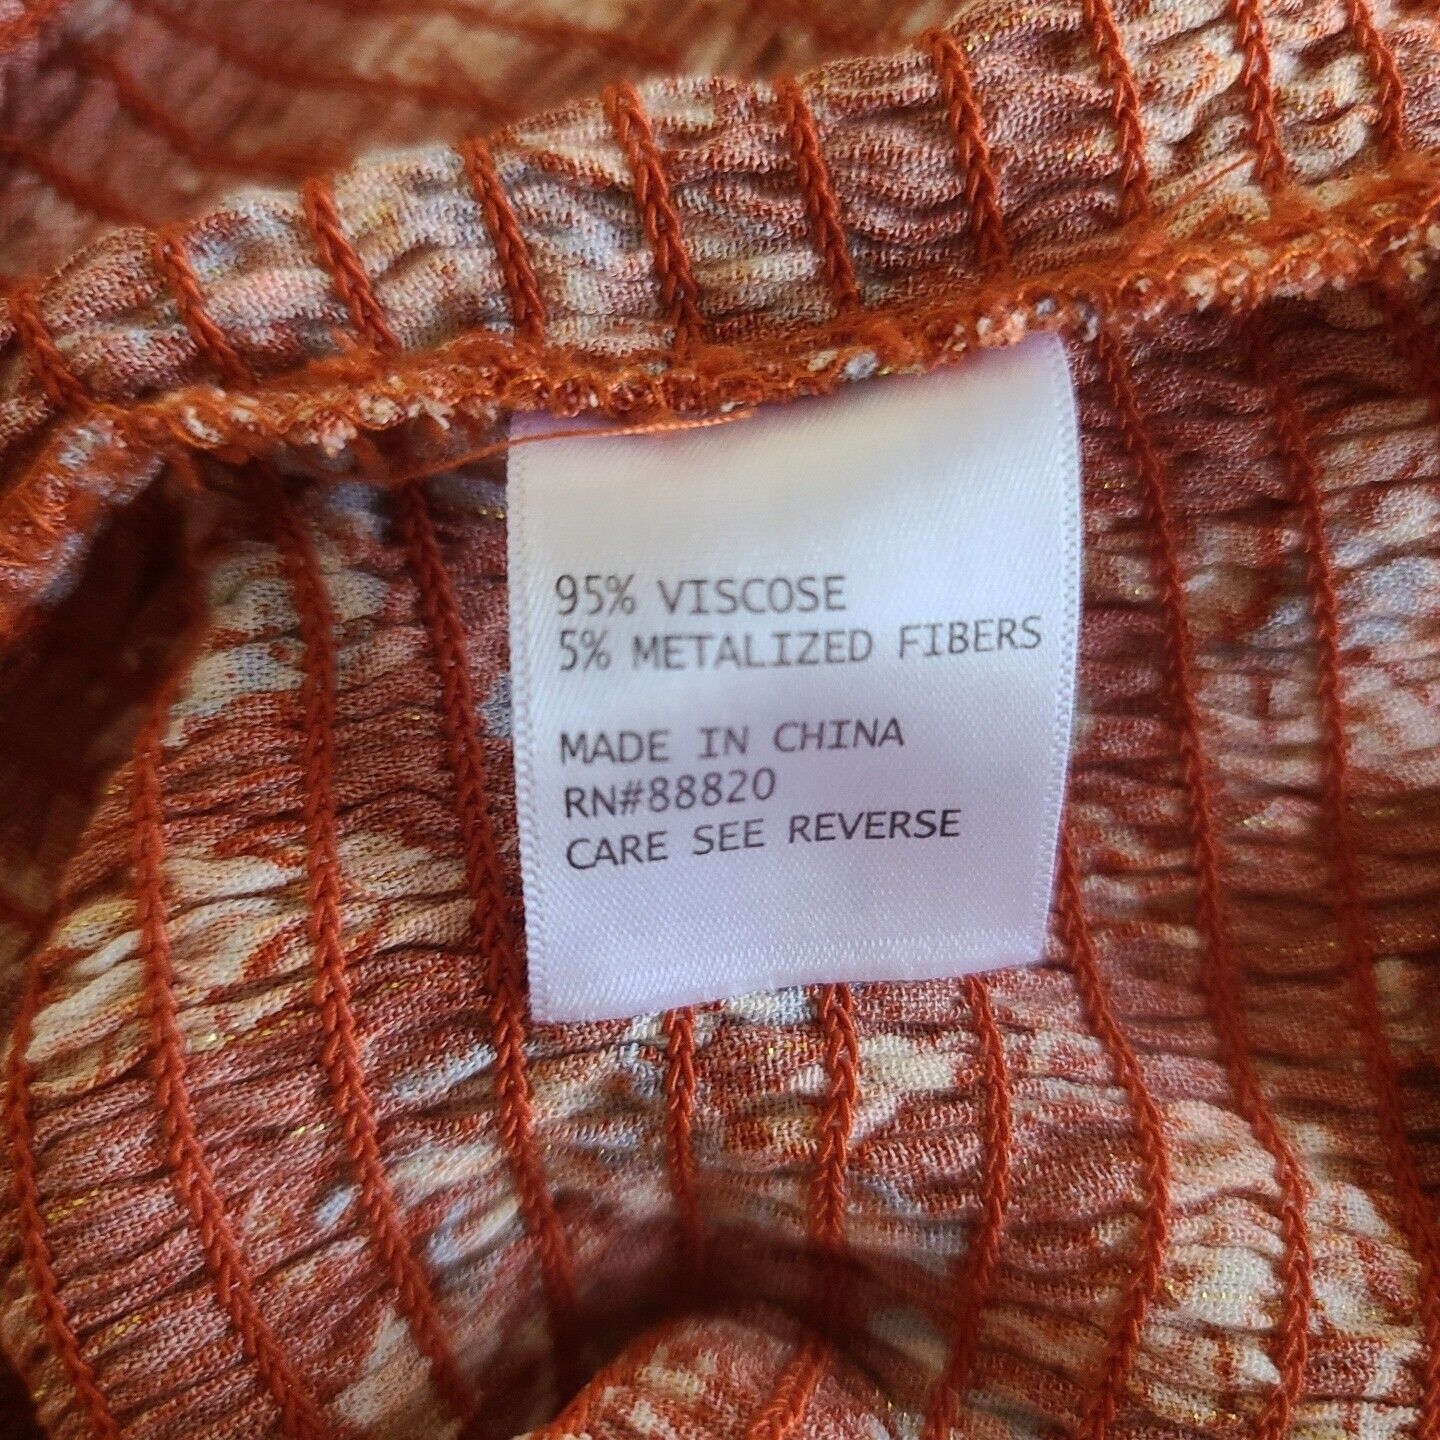 95% VISCOSE
5% METALIZED FIBERS
MADE IN CHINA
RN#88820
CARE SEE REVERSE